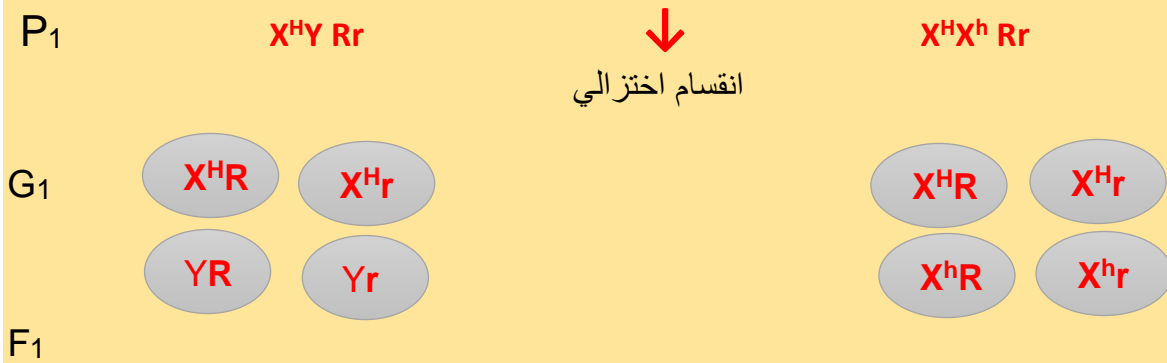 P₁ XᴴY Rr ↓ XᴴXʰ Rr
انقسام اختزالي
XᴴR Xᴴr XᴴR Xᴴr
G₁
YR Yr XʰR Xʰr
F₁